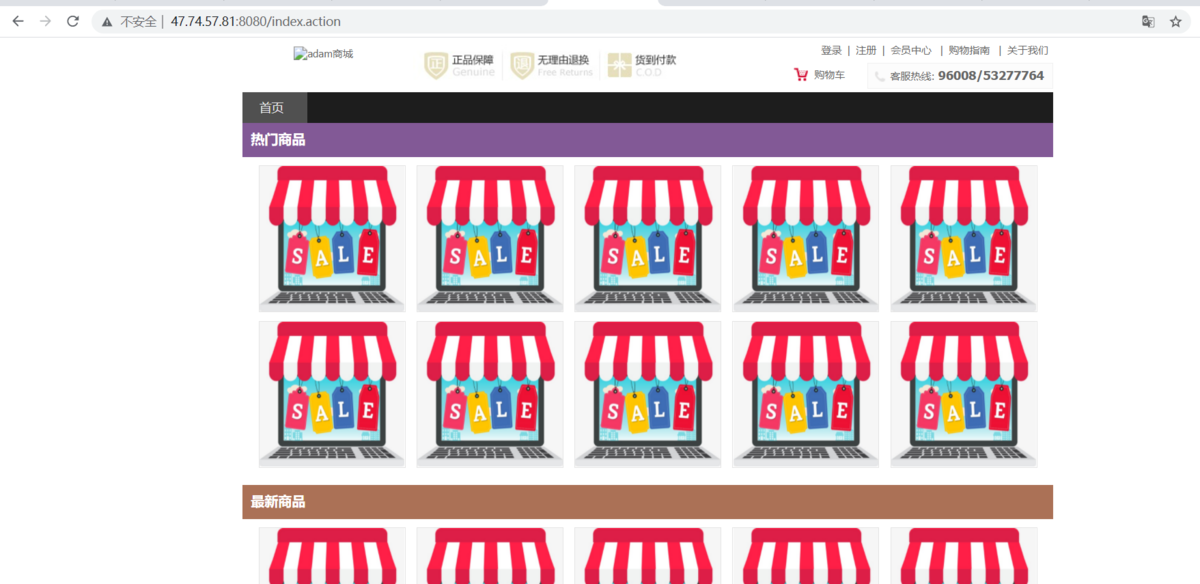 不安全 | 47.74.57.81:8080/index.action
adam商城
正 正品保障 Genuine
退 无理由退换 Free Returns
货到付款 C.O.D
登录 | 注册 | 会员中心 | 购物指南 | 关于我们
购物车
客服热线: 96008/53277764
首页
热门商品
SALE SALE SALE SALE SALE
SALE SALE SALE SALE SALE
最新商品